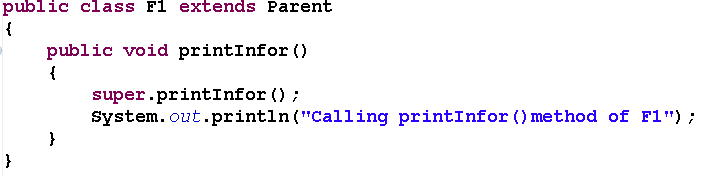 public class F1 extends Parent
{
    public void printInfor()
    {
        super.printInfor();
        System.out.println("Calling printInfor()method of F1");
    }
}